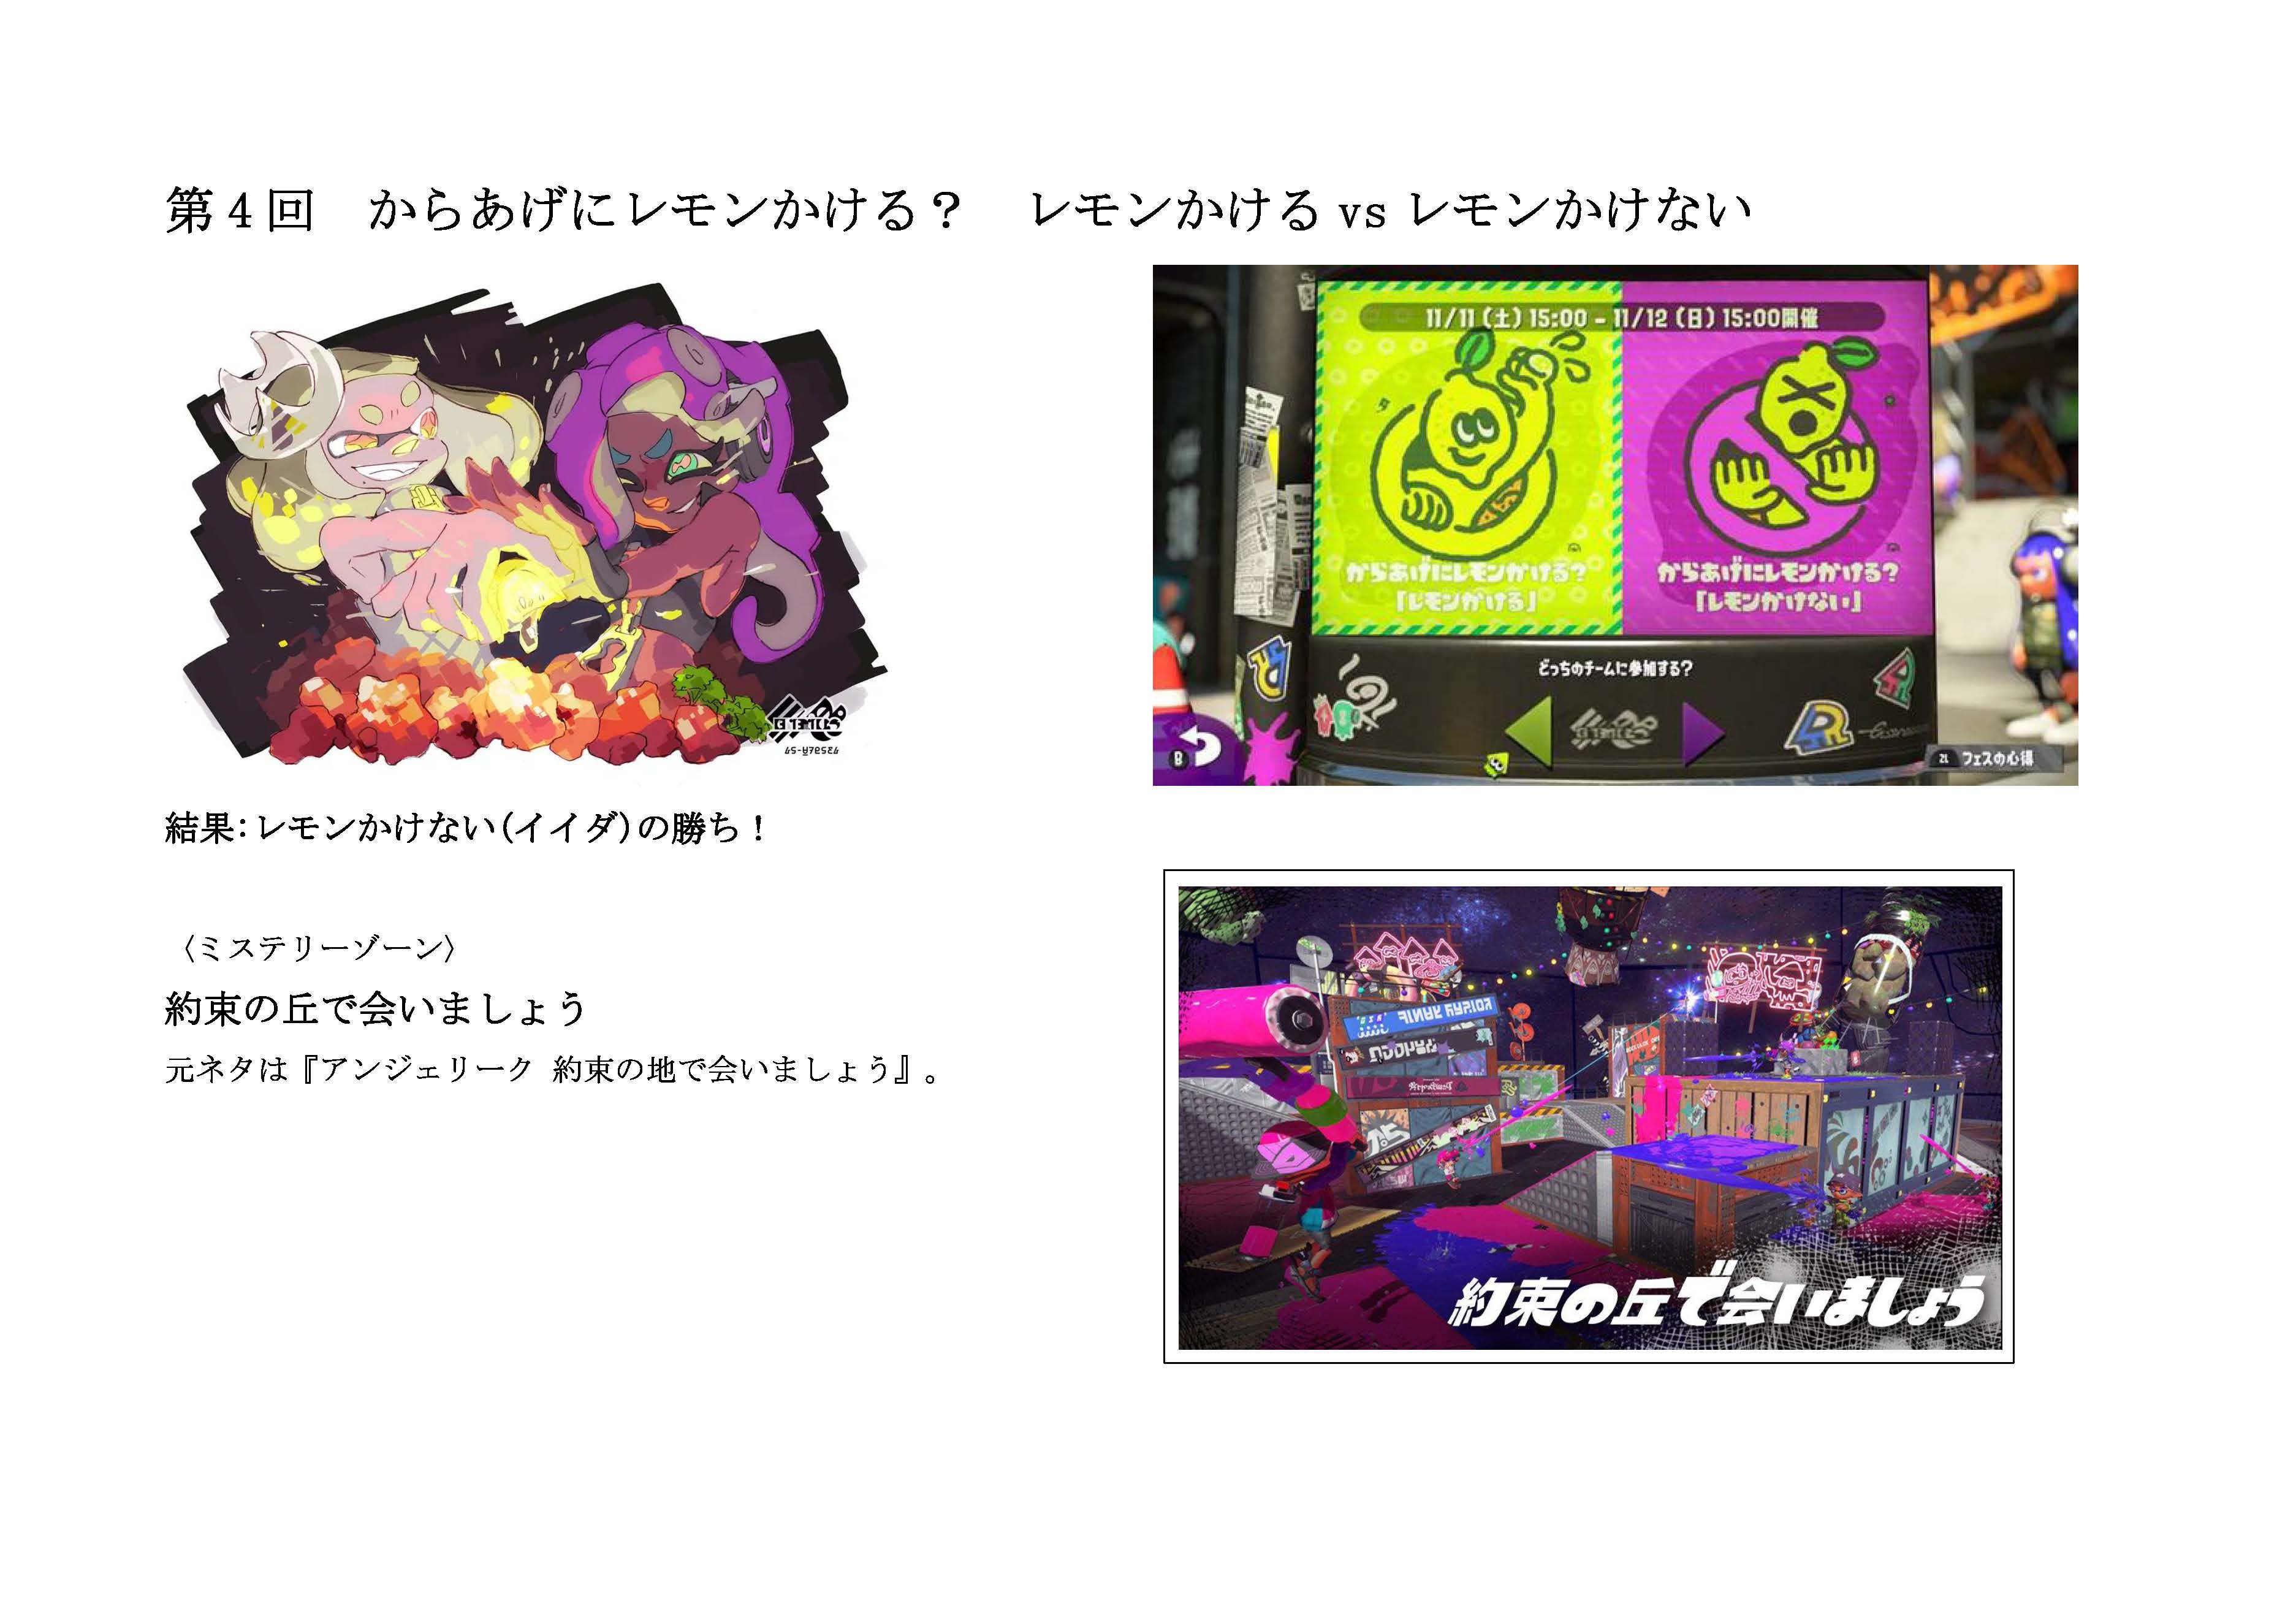 第4回　からあげにレモンかける？　レモンかける vs レモンかけない
11/11（土）15:00 – 11/12（日）15:00開催
からあげにレモンかける？
「レモンかける」
からあげにレモンかける？
「レモンかけない」
どっちのチームに参加する？
B
ZL フェスの心得
結果：レモンかけない（イイダ）の勝ち！
〈ミステリーゾーン〉
約束の丘で会いましょう
元ネタは『アンジェリーク 約束の地で会いましょう』。
約束の丘で会いましょう